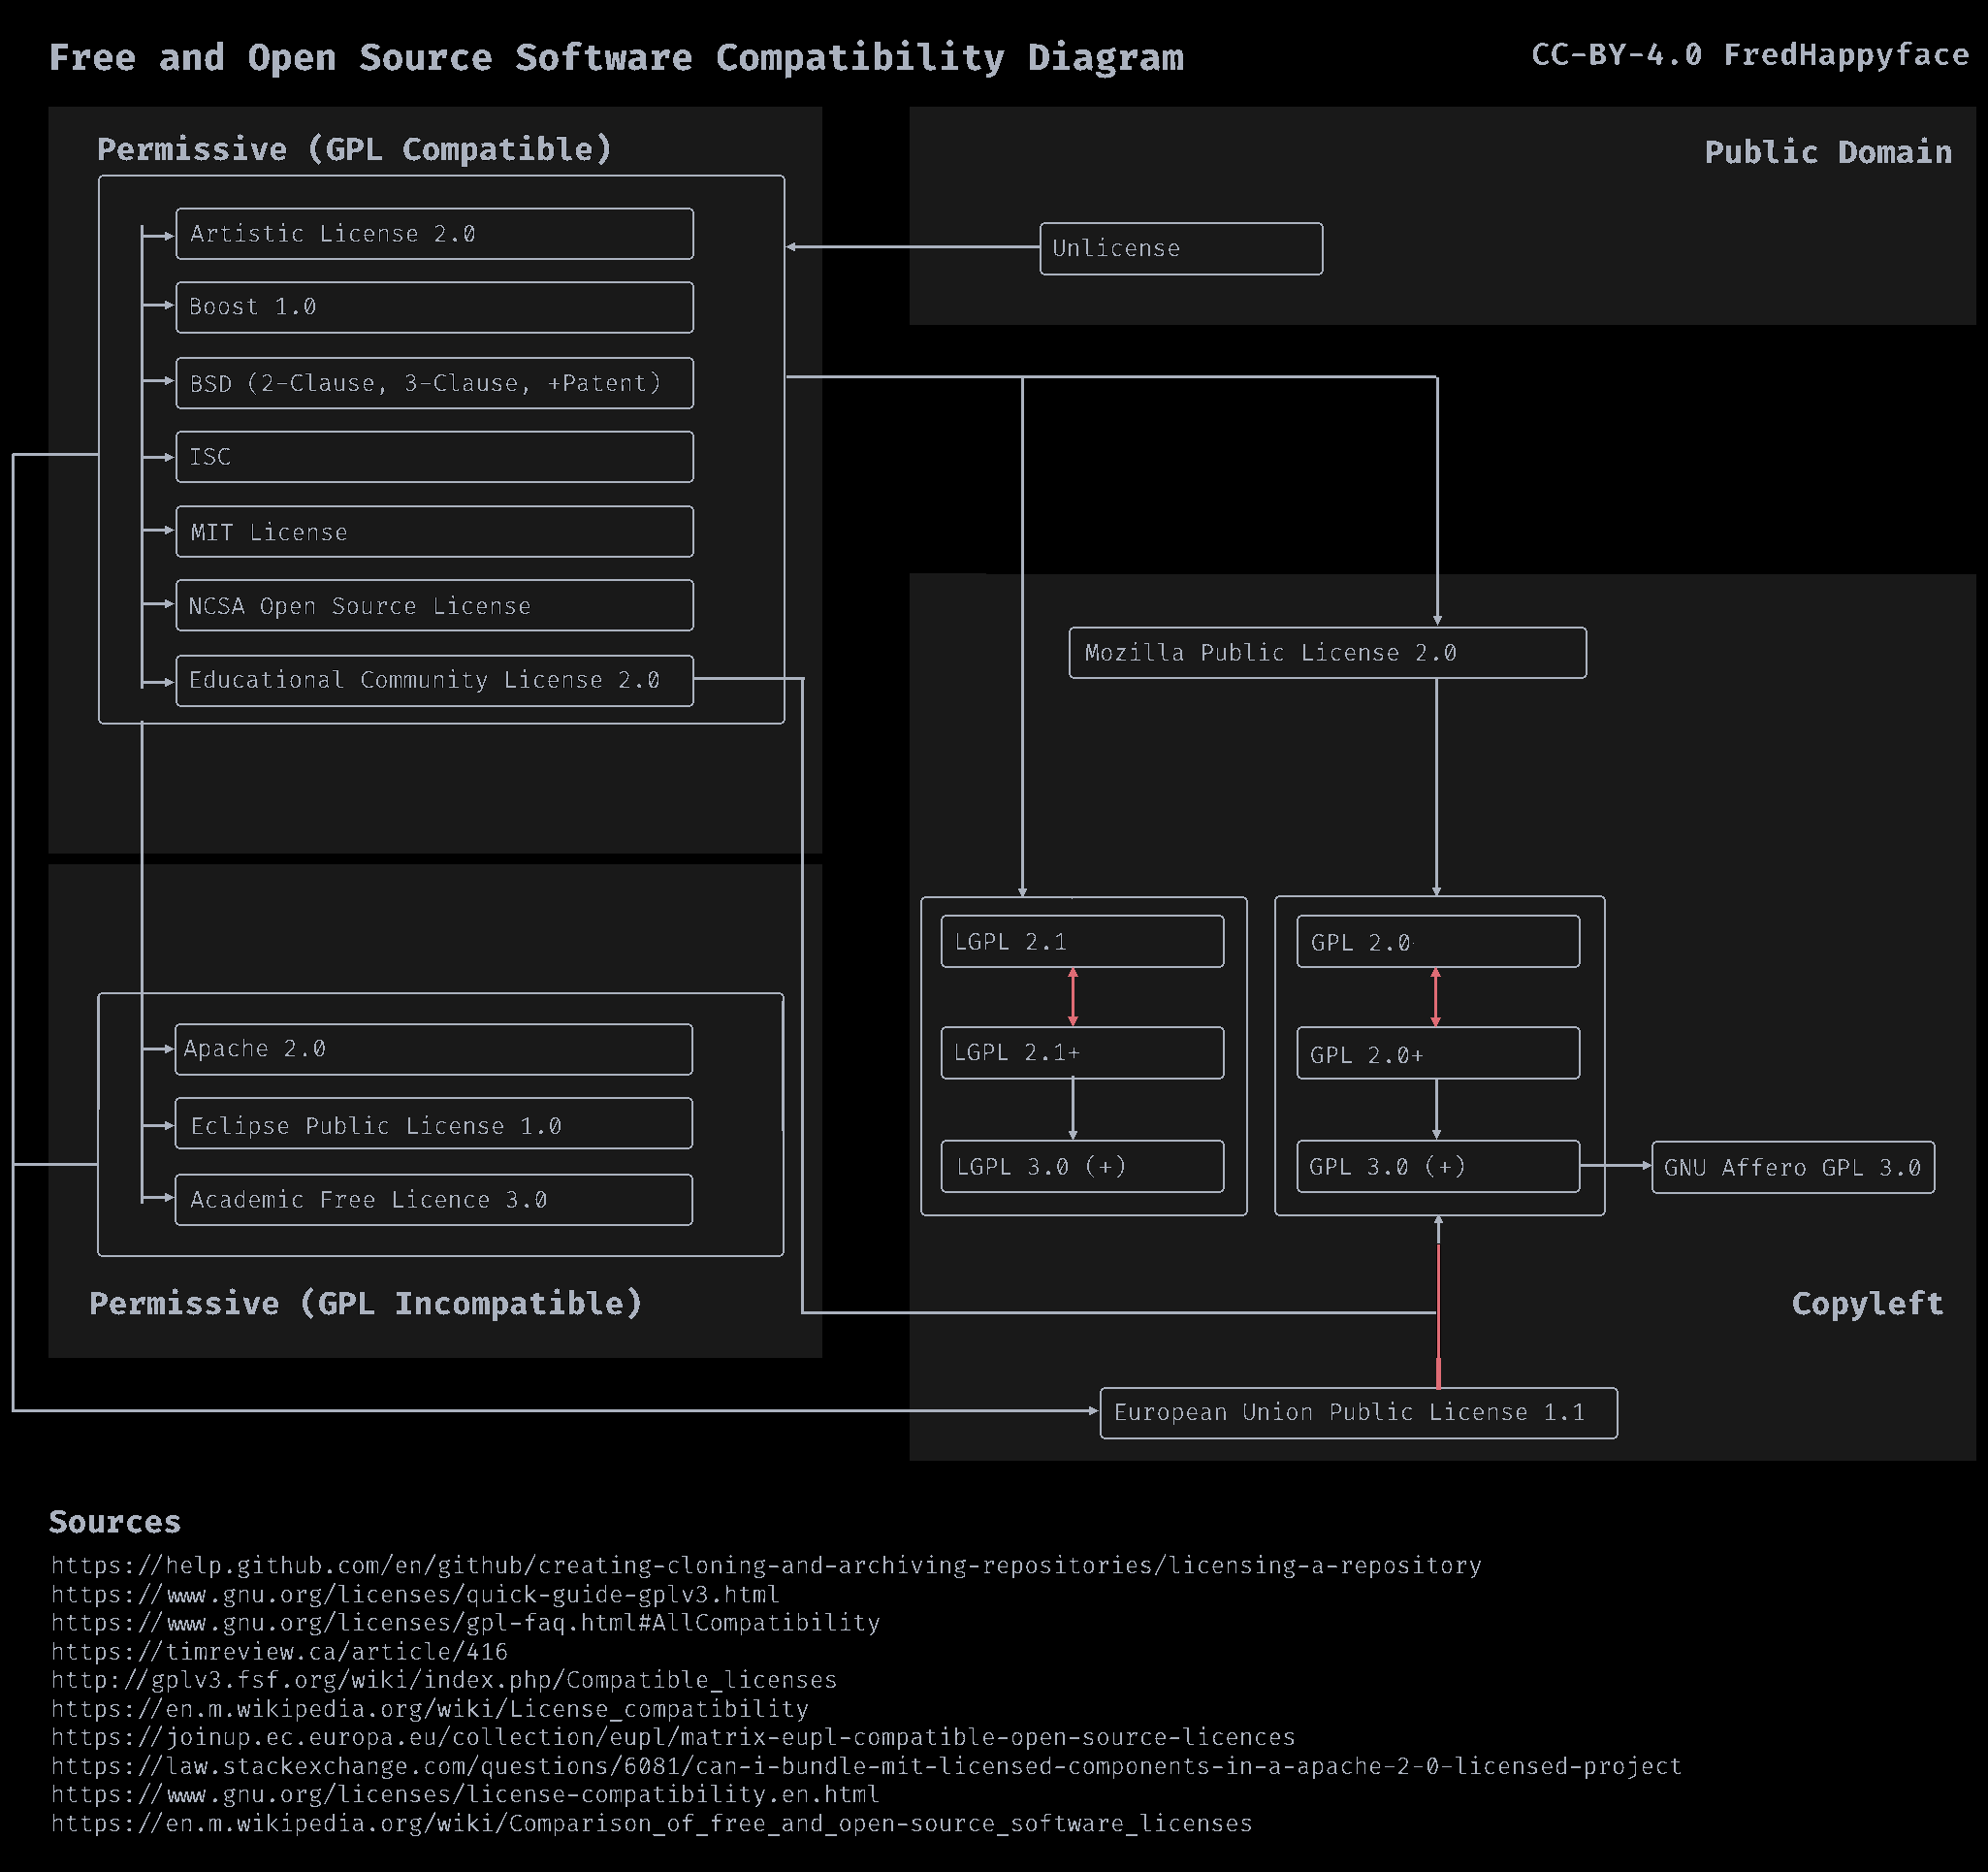 Free and Open Source Software Compatibility Diagram
CC-BY-4.0 FredHappyface
Permissive (GPL Compatible)
Artistic License 2.0
Boost 1.0
BSD (2-Clause, 3-Clause, +Patent)
ISC
MIT License
NCSA Open Source License
Educational Community License 2.0
Public Domain
Unlicense
Apache 2.0
Eclipse Public License 1.0
Academic Free Licence 3.0
Permissive (GPL Incompatible)
Mozilla Public License 2.0
LGPL 2.1
LGPL 2.1+
LGPL 3.0 (+)
GPL 2.0
GPL 2.0+
GPL 3.0 (+)
GNU Affero GPL 3.0
Copyleft
European Union Public License 1.1
Sources
https://help.github.com/en/github/creating-cloning-and-archiving-repositories/licensing-a-repository
https://www.gnu.org/licenses/quick-guide-gplv3.html
https://www.gnu.org/licenses/gpl-faq.html#AllCompatibility
https://timreview.ca/article/416
http://gplv3.fsf.org/wiki/index.php/Compatible_licenses
https://en.m.wikipedia.org/wiki/License_compatibility
https://joinup.ec.europa.eu/collection/eupl/matrix-eupl-compatible-open-source-licences
https://law.stackexchange.com/questions/6081/can-i-bundle-mit-licensed-components-in-a-apache-2-0-licensed-project
https://www.gnu.org/licenses/license-compatibility.en.html
https://en.m.wikipedia.org/wiki/Comparison_of_free_and_open-source_software_licenses